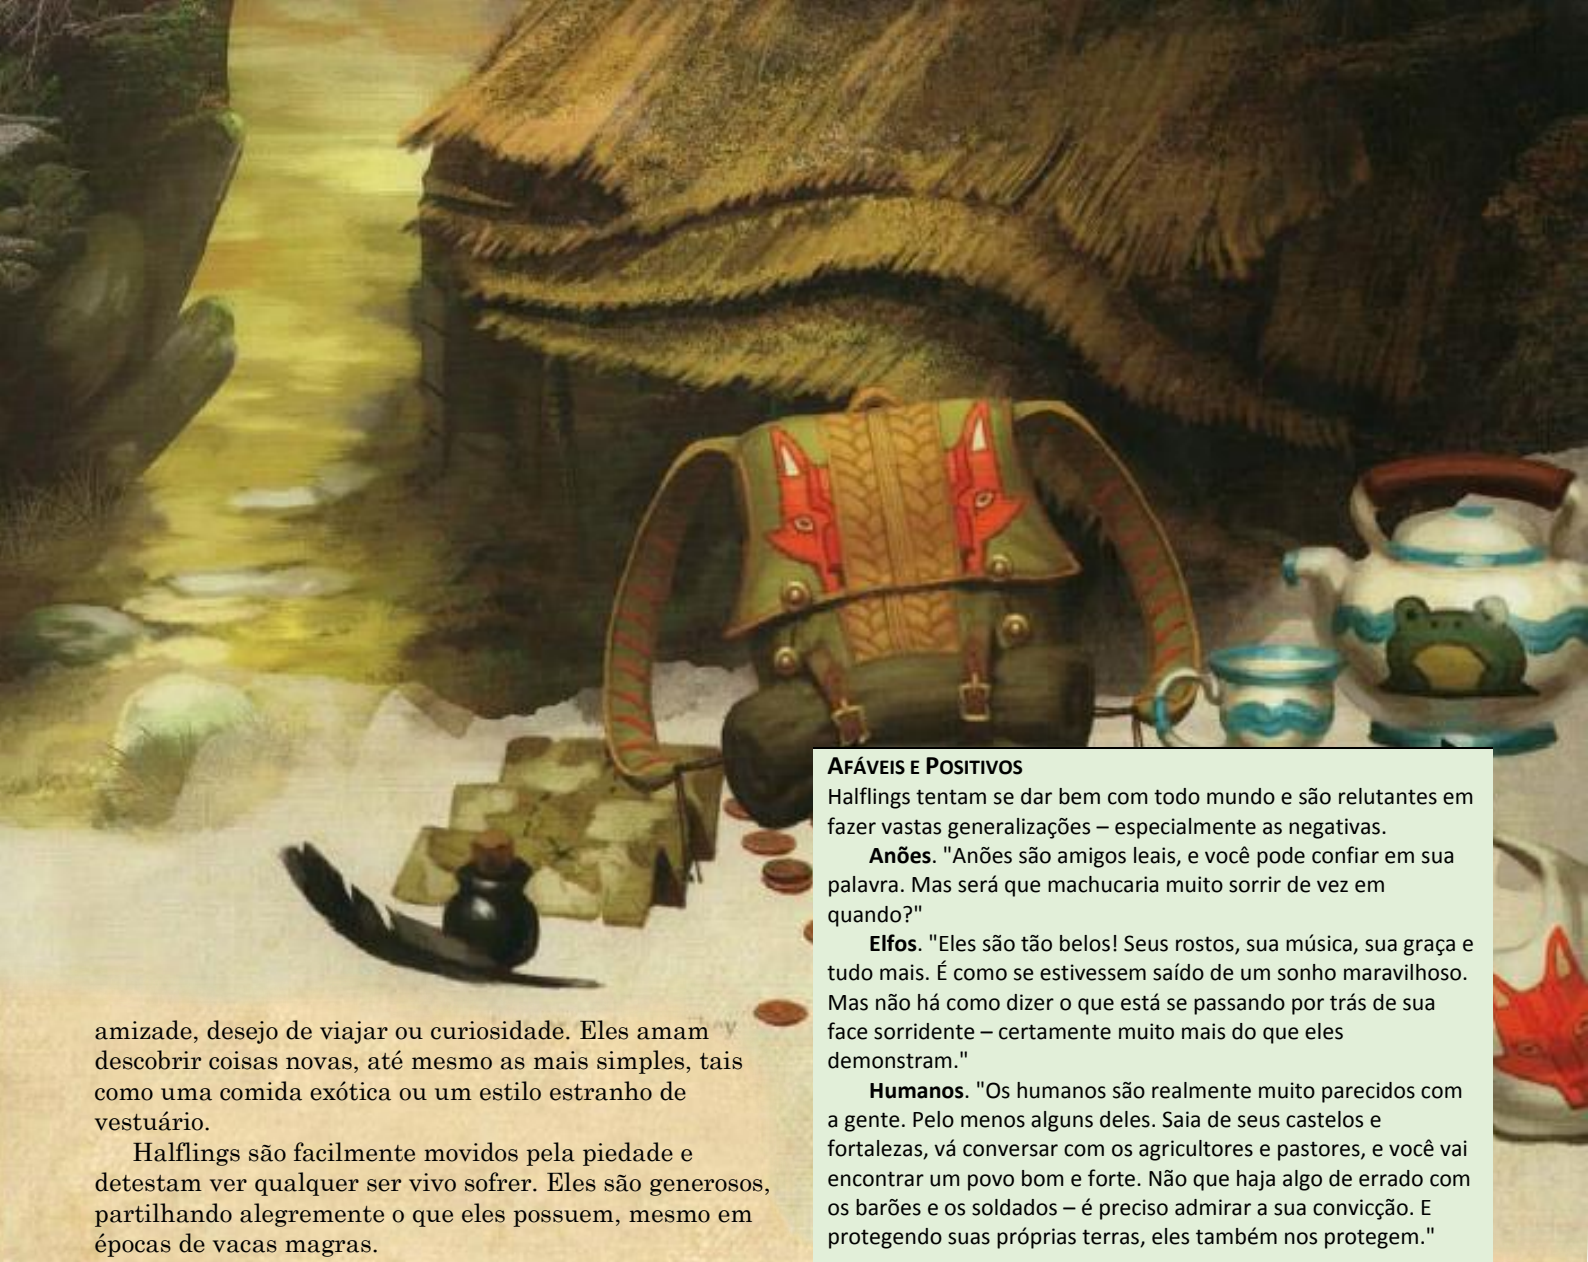 amizade, desejo de viajar ou curiosidade. Eles amam
descobrir coisas novas, até mesmo as mais simples, tais
como uma comida exótica ou um estilo estranho de
vestuário.
Halflings são facilmente movidos pela piedade e
detestam ver qualquer ser vivo sofrer. Eles são generosos,
partilhando alegremente o que eles possuem, mesmo em
épocas de vacas magras.
AFÁVEIS E POSITIVOS
Halflings tentam se dar bem com todo mundo e são relutantes em
fazer vastas generalizações – especialmente as negativas.
Anões. "Anões são amigos leais, e você pode confiar em sua
palavra. Mas será que machucaria muito sorrir de vez em
quando?"
Elfos. "Eles são tão belos! Seus rostos, sua música, sua graça e
tudo mais. É como se estivessem saído de um sonho maravilhoso.
Mas não há como dizer o que está se passando por trás de sua
face sorridente – certamente muito mais do que eles
demonstram."
Humanos. "Os humanos são realmente muito parecidos com
a gente. Pelo menos alguns deles. Saia de seus castelos e
fortalezas, vá conversar com os agricultores e pastores, e você vai
encontrar um povo bom e forte. Não que haja algo de errado com
os barões e os soldados – é preciso admirar a sua convicção. E
protegendo suas próprias terras, eles também nos protegem."